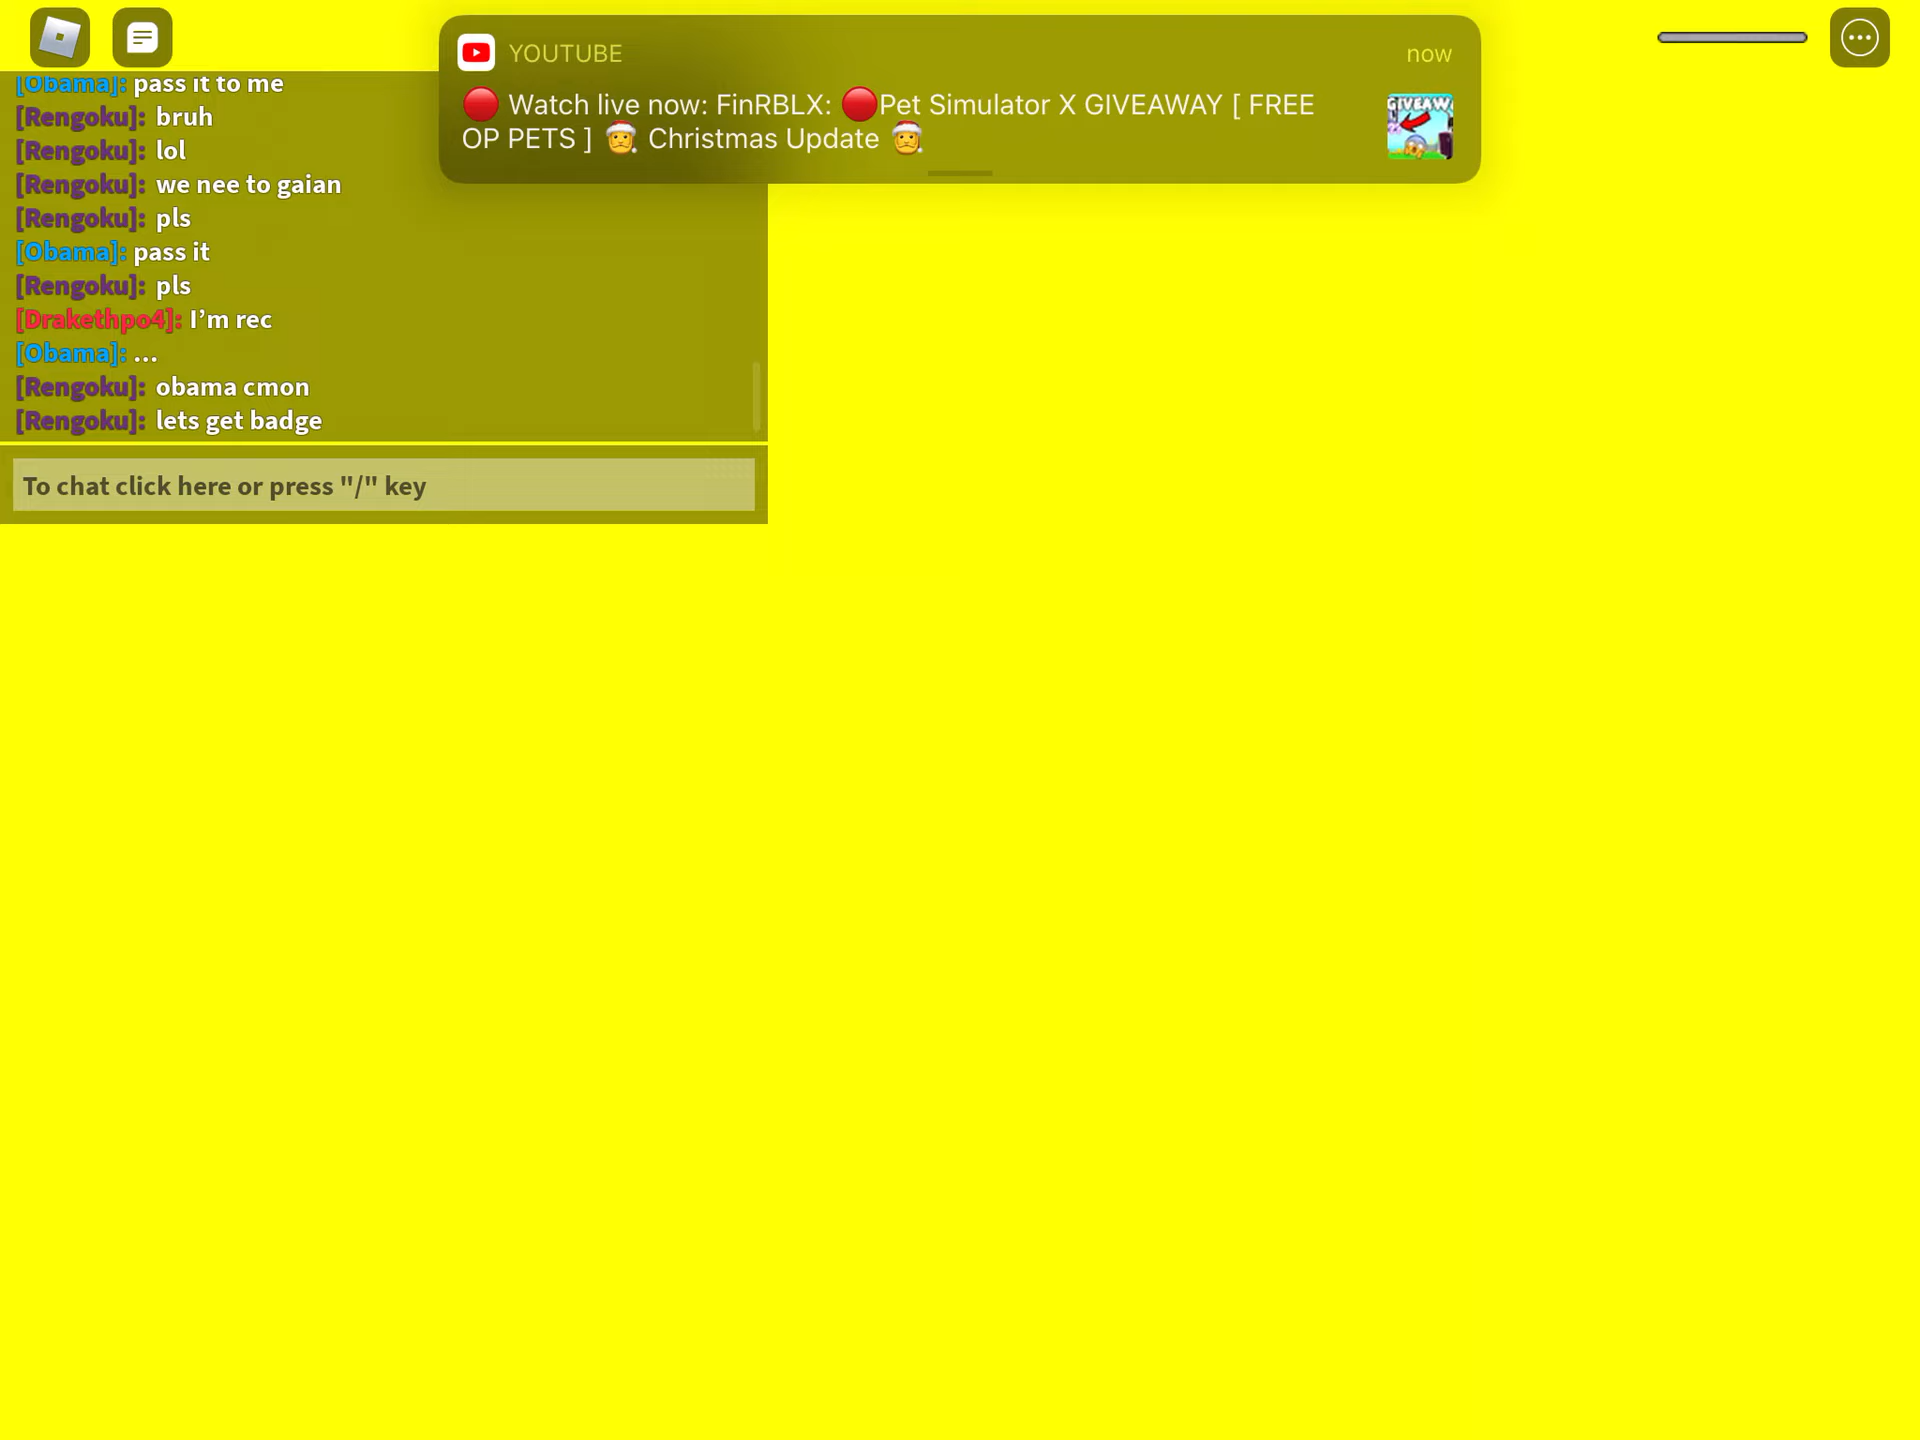 YOUTUBE
now
🔴 Watch live now: FinRBLX: 🔴Pet Simulator X GIVEAWAY [ FREE
OP PETS ] 🎅 Christmas Update 🎅
GIVEAW
[Obama]: pass it to me
[Rengoku]: bruh
[Rengoku]: lol
[Rengoku]: we nee to gaian
[Rengoku]: pls
[Obama]: pass it
[Rengoku]: pls
[Drakethpo4]: I’m rec
[Obama]: ...
[Rengoku]: obama cmon
[Rengoku]: lets get badge
To chat click here or press "/" key